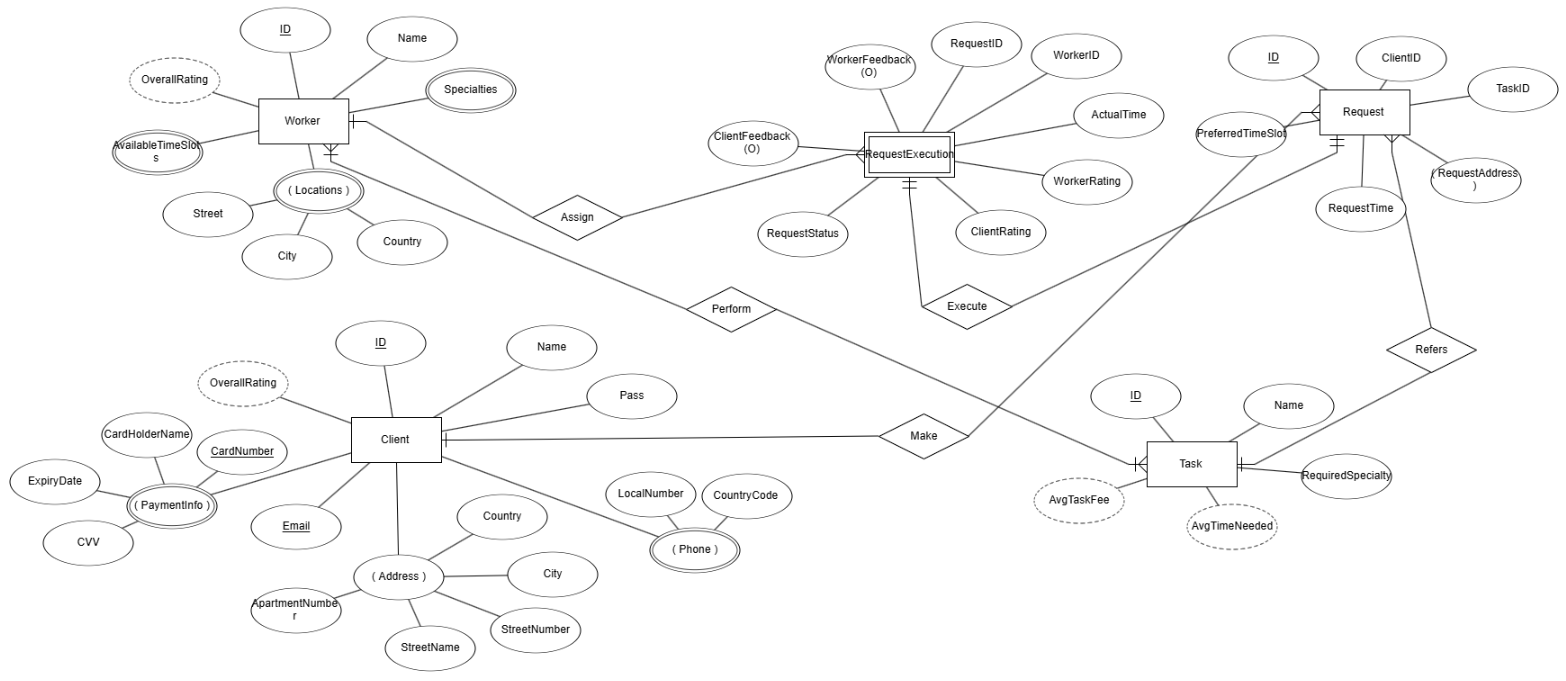 ID
Name
OverallRating
Specialties
Worker
AvailableTimeSlot
s
( Locations )
Street
City
Country
Assign
WorkerFeedback
(O)
RequestID
WorkerID
ActualTime
ClientFeedback
(O)
RequestExecution
WorkerRating
RequestStatus
ClientRating
ID
ClientID
TaskID
Request
PreferredTimeSlot
( RequestAddress
)
RequestTime
Perform
Execute
Refers
ID
Name
OverallRating
Pass
CardHolderName
CardNumber
Client
Make
ExpiryDate
( PaymentInfo )
CVV
Email
LocalNumber
CountryCode
( Phone )
Country
( Address )
City
ApartmentNumbe
r
StreetNumber
StreetName
ID
Name
Task
RequiredSpecialty
AvgTaskFee
AvgTimeNeeded